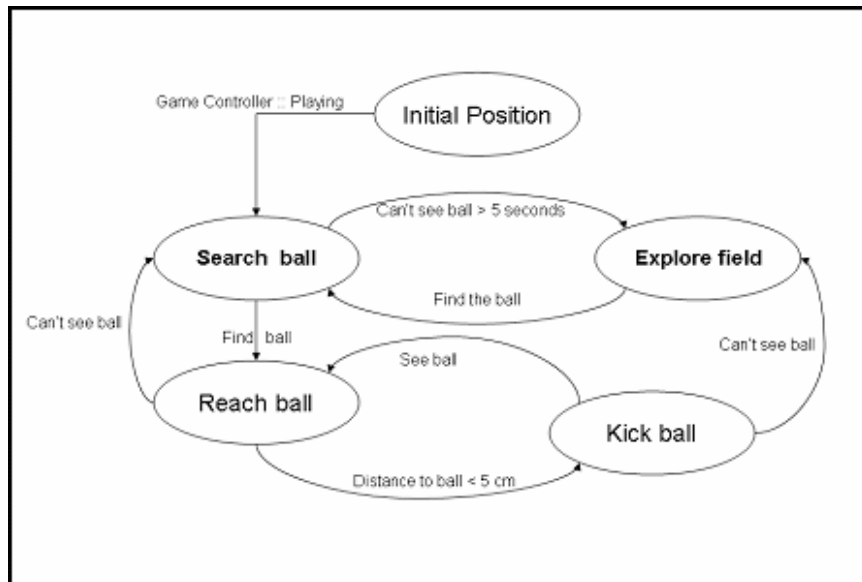 Game Controller :: Playing
Initial Position
Can't see ball > 5 seconds
Search ball
Explore field
Find the ball
Can't see ball
Find ball
See ball
Can't see ball
Reach ball
Kick ball
Distance to ball < 5 cm